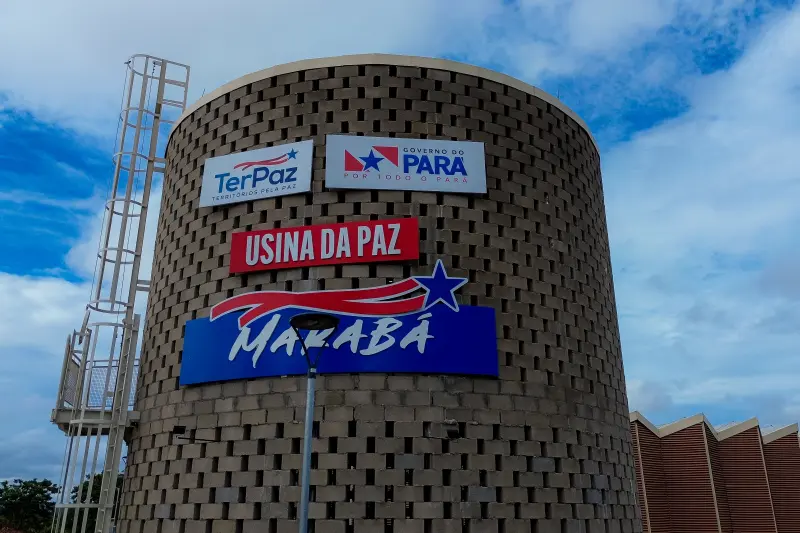 TerPaz
TERRITÓRIOS PELA PAZ
GOVERNO DO
PARÁ
POR TODO O PARÁ
USINA DA PAZ
MARABÁ